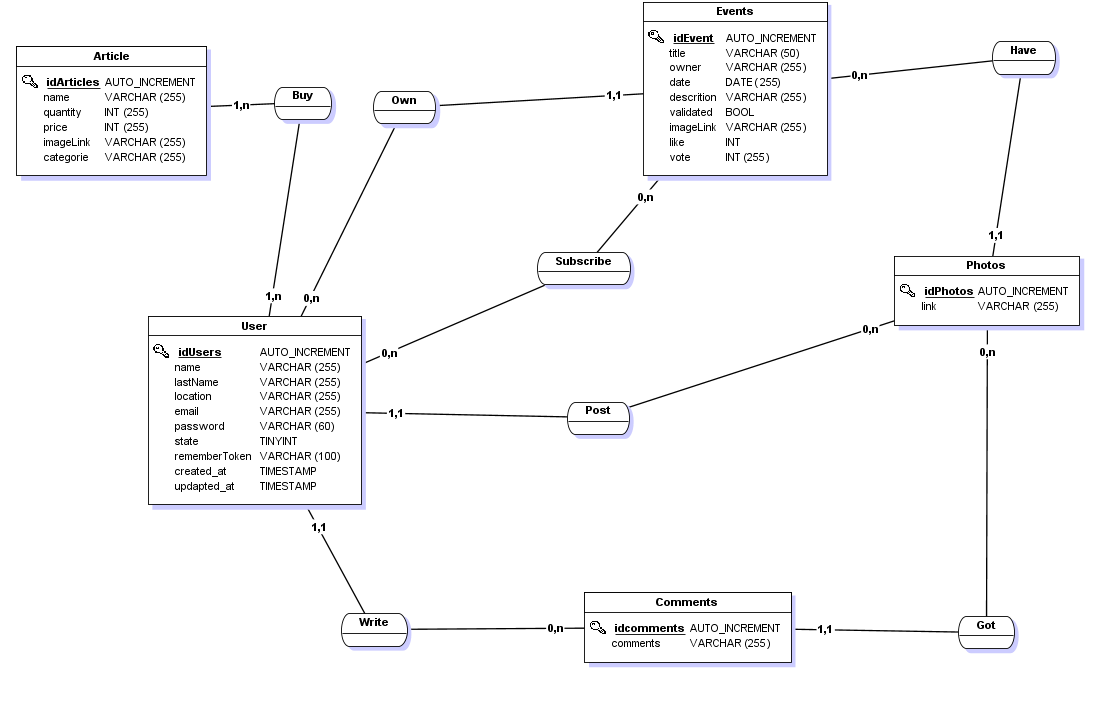 Article
idArticles AUTO_INCREMENT
name VARCHAR (255)
quantity INT (255)
price INT (255)
imageLink VARCHAR (255)
categorie VARCHAR (255)
1,n
Buy
1,n
Own
0,n
1,1
Events
idEvent AUTO_INCREMENT
title VARCHAR (50)
owner VARCHAR (255)
date DATE (255)
descrition VARCHAR (255)
validated BOOL
imageLink VARCHAR (255)
like INT
vote INT (255)
0,n
Have
1,1
0,n
Subscribe
0,n
Photos
idPhotos AUTO_INCREMENT
link VARCHAR (255)
0,n
0,n
User
idUsers AUTO_INCREMENT
name VARCHAR (255)
lastName VARCHAR (255)
location VARCHAR (255)
email VARCHAR (255)
password VARCHAR (60)
state TINYINT
rememberToken VARCHAR (100)
created_at TIMESTAMP
updapted_at TIMESTAMP
1,1
Post
1,1
Write
0,n
Comments
idcomments AUTO_INCREMENT
comments VARCHAR (255)
1,1
Got